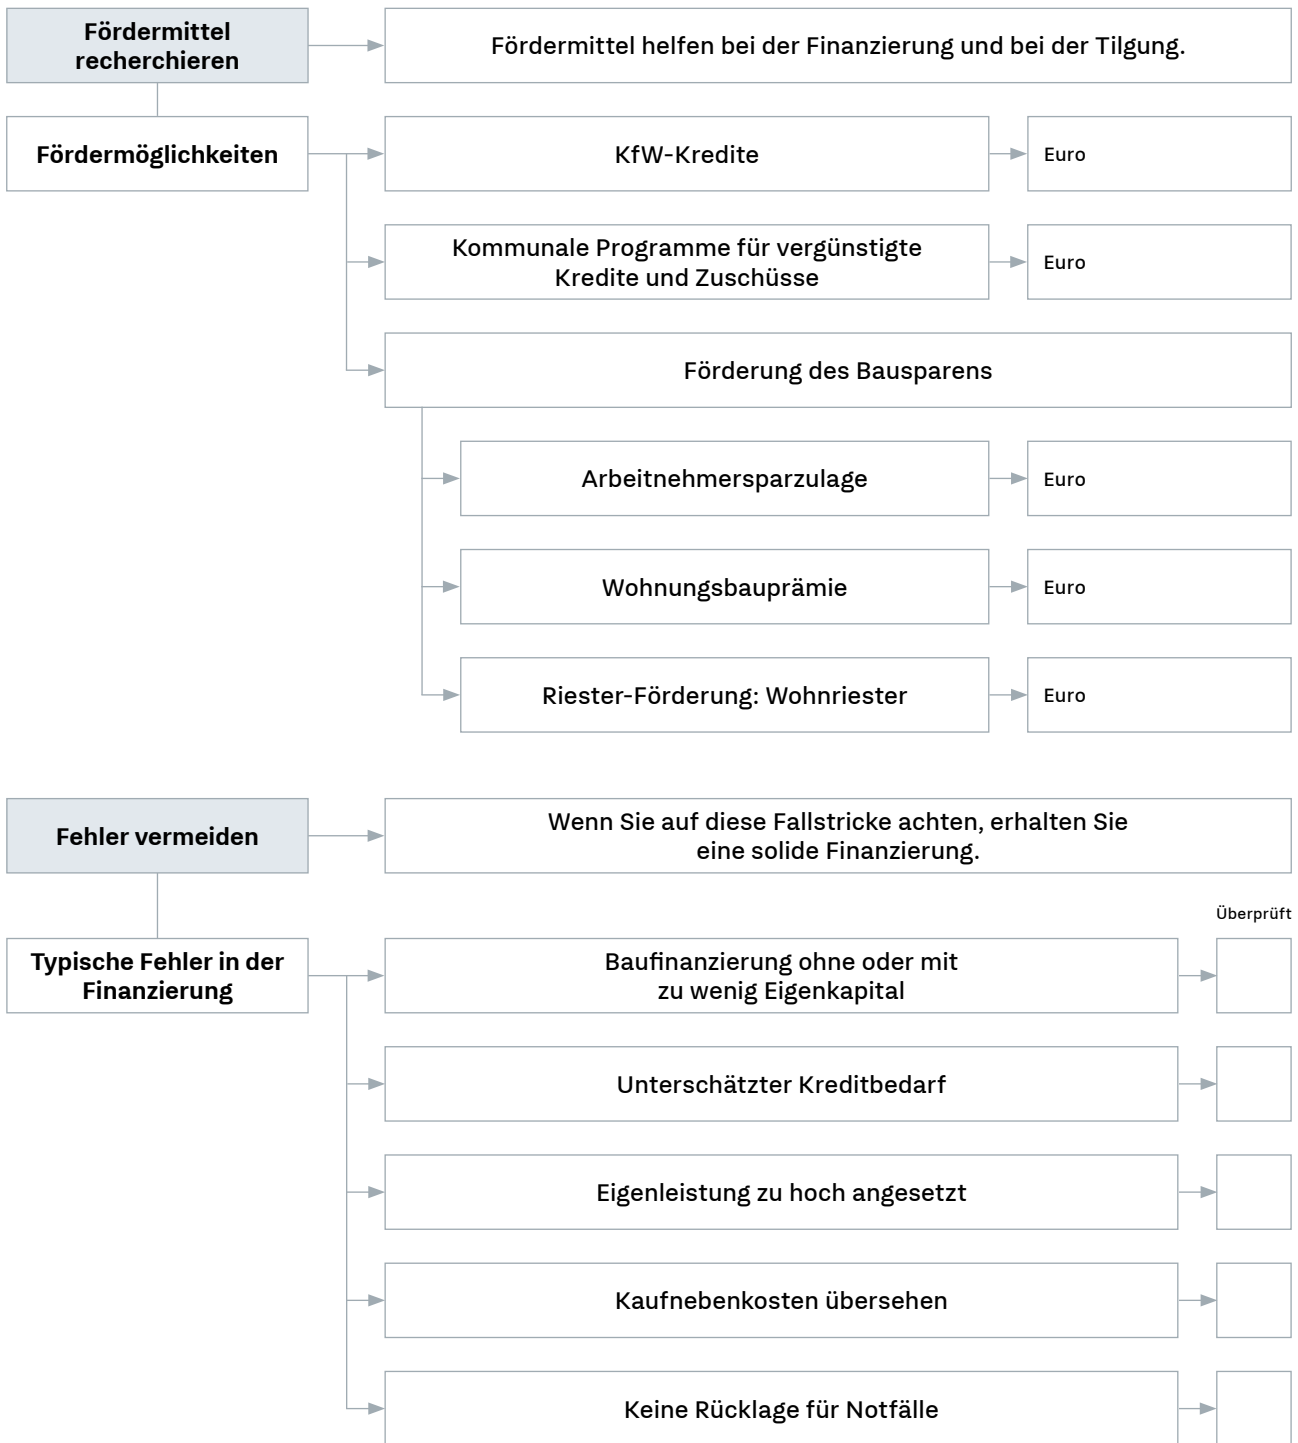 Fördermittel
recherchieren
Fördermittel helfen bei der Finanzierung und bei der Tilgung.
Fördermöglichkeiten
KfW-Kredite
Euro
Kommunale Programme für vergünstigte
Kredite und Zuschüsse
Euro
Förderung des Bausparens
Arbeitnehmersparzulage
Euro
Wohnungsbauprämie
Euro
Riester-Förderung: Wohnriester
Euro
Fehler vermeiden
Wenn Sie auf diese Fallstricke achten, erhalten Sie
eine solide Finanzierung.
Überprüft
Typische Fehler in der
Finanzierung
Baufinanzierung ohne oder mit
zu wenig Eigenkapital
Unterschätzter Kreditbedarf
Eigenleistung zu hoch angesetzt
Kaufnebenkosten übersehen
Keine Rücklage für Notfälle